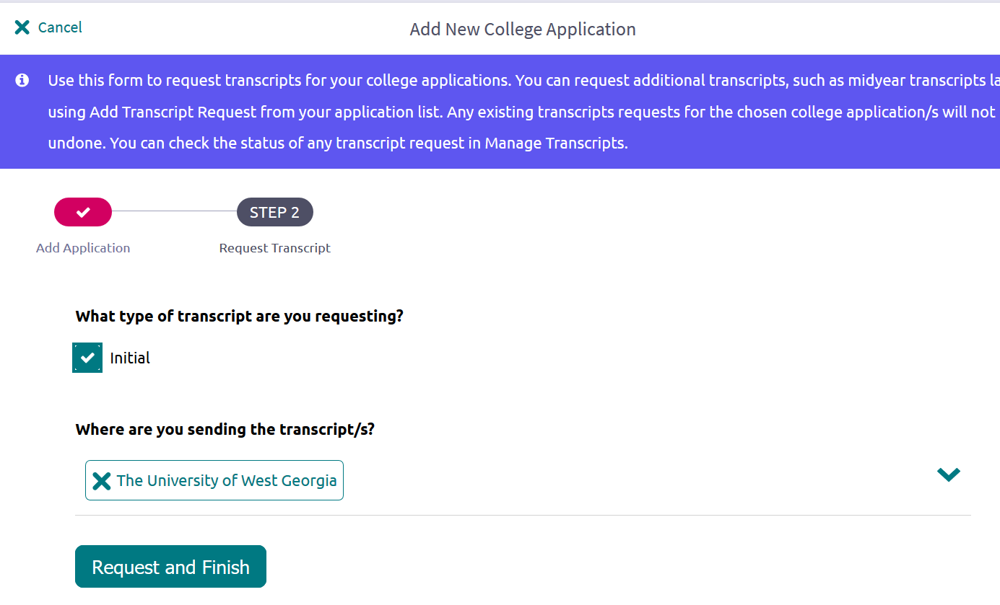 Cancel
Add New College Application
Use this form to request transcripts for your college applications. You can request additional transcripts, such as midyear transcripts
using Add Transcript Request from your application list. Any existing transcripts requests for the chosen college application/s will not
undone. You can check the status of any transcript request in Manage Transcripts.
STEP 2
Add Application
Request Transcript
What type of transcript are you requesting?
Initial
Where are you sending the transcript/s?
The University of West Georgia
Request and Finish